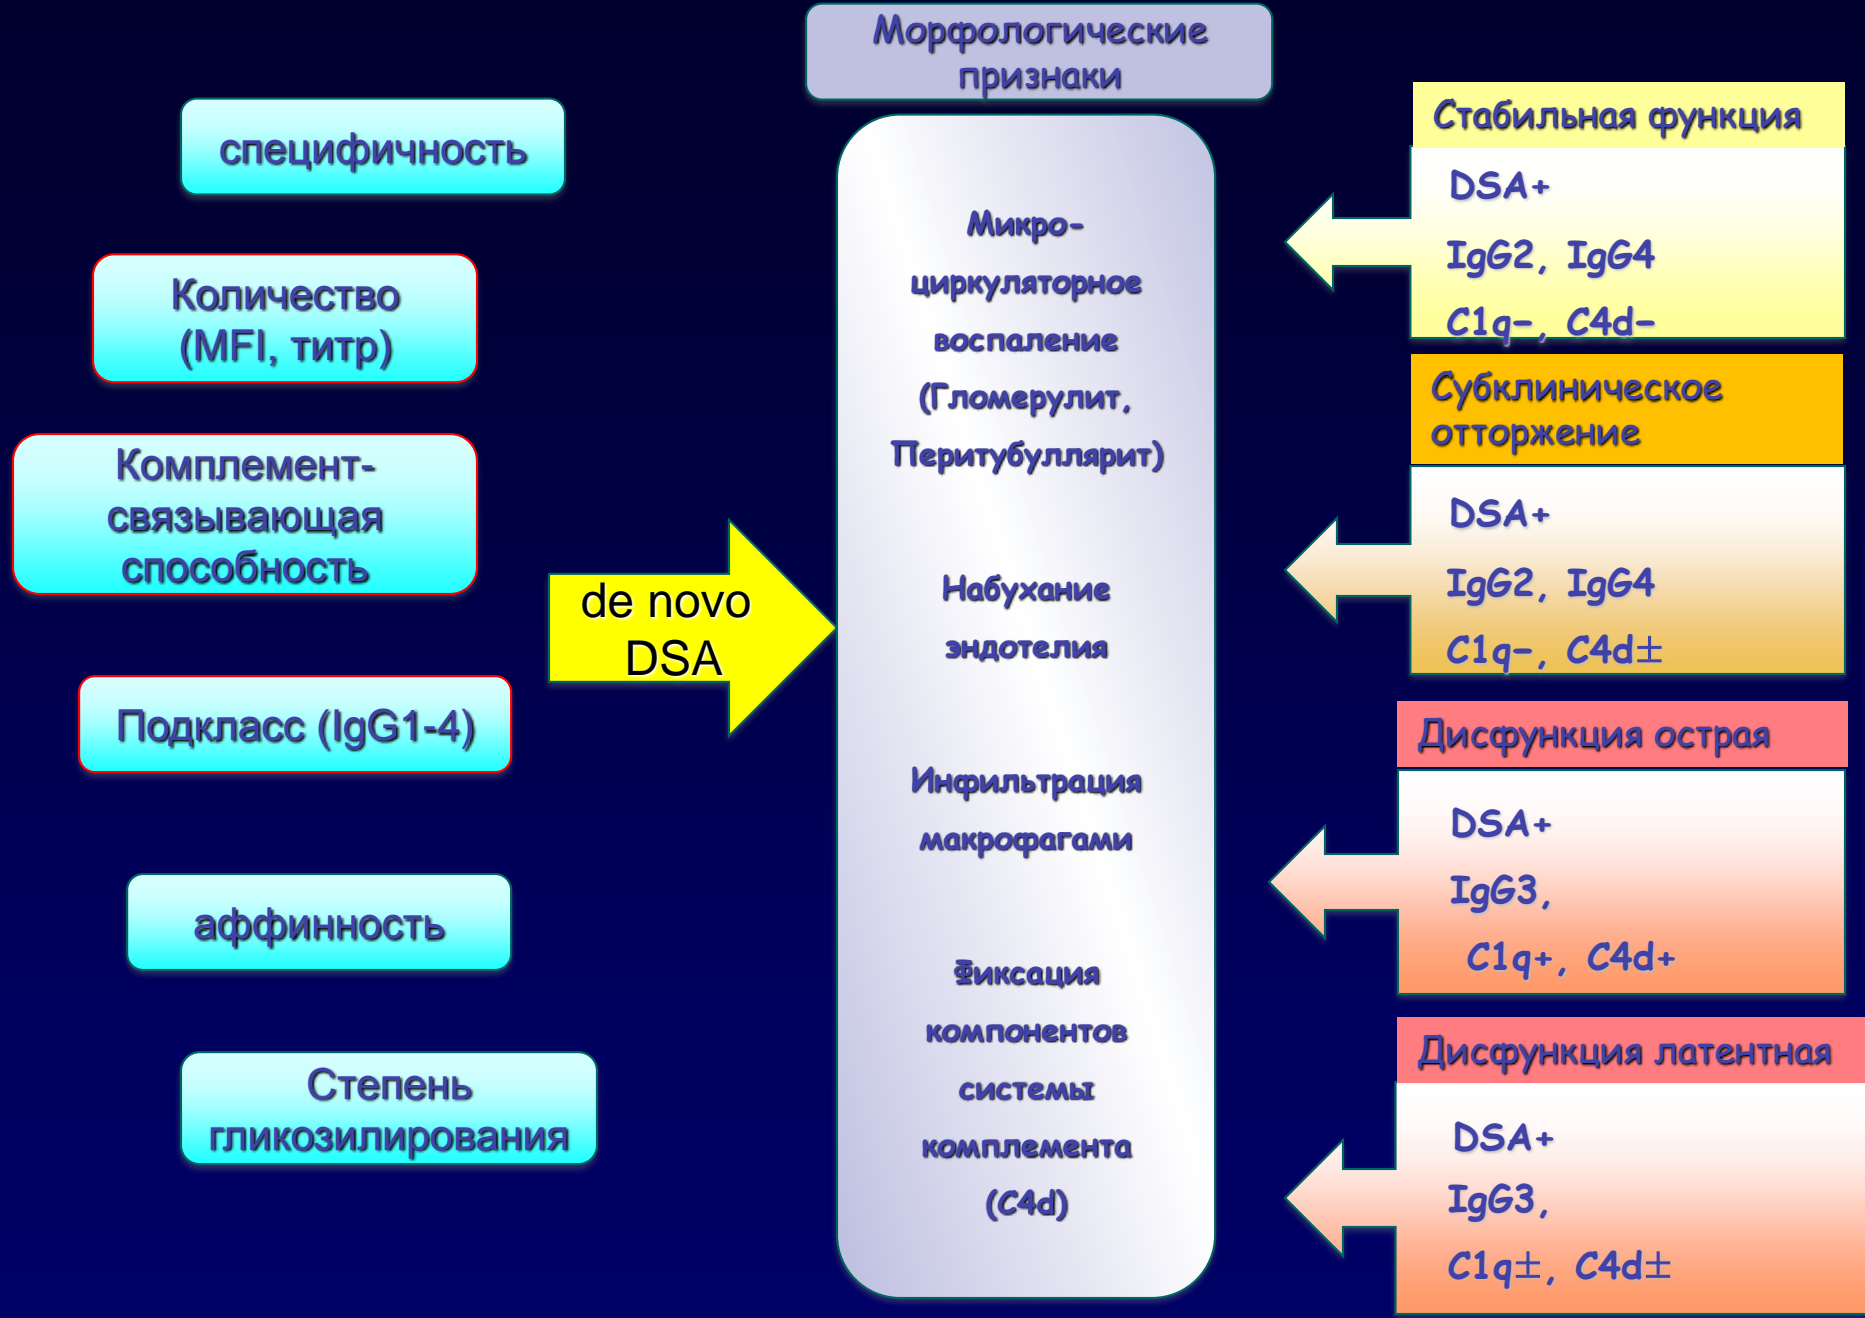 специфичность
Количество
(MFI, титр)
Комплемент-
связывающая
способность
Подкласс (IgG1-4)
аффинность
Степень
гликозилирования
de novo
DSA
Морфологические
признаки
Микро-
циркуляторное
воспаление
(Гломерулит,
Перитубуллярит)
Набухание
эндотелия
Инфильтрация
макрофагами
Фиксация
компонентов
системы
комплемента
(C4d)
Стабильная функция
DSA+
IgG2, IgG4
C1q–, C4d–
Субклиническое
отторжение
DSA+
IgG2, IgG4
C1q–, C4d±
Дисфункция острая
DSA+
IgG3,
C1q+, C4d+
Дисфункция латентная
DSA+
IgG3,
C1q±, C4d±